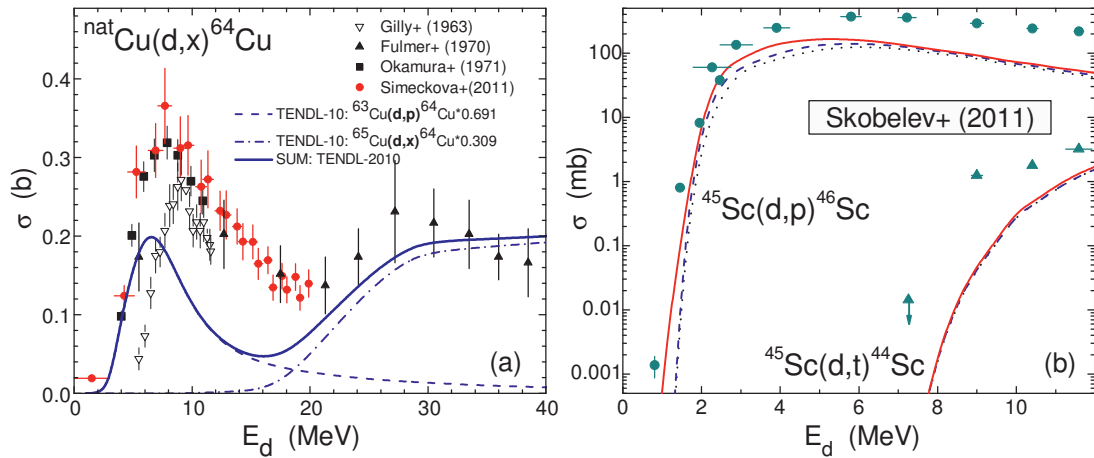 natCu(d,x)64Cu
Gilly+ (1963)
Fulmer+ (1970)
Okamura+ (1971)
Simeckova+(2011)
TENDL-10: 63Cu(d,p)64Cu*0.691
TENDL-10: 65Cu(d,x)64Cu*0.309
SUM: TENDL-2010
0.4
0.3
0.2
0.1
0.0
σ (b)
(a)
0 10 20 30 40
E_d (MeV)
100
10
1
0.1
0.01
0.001
σ (mb)
Skobelev+ (2011)
45Sc(d,p)46Sc
45Sc(d,t)44Sc
(b)
0 2 4 6 8 10
E_d (MeV)